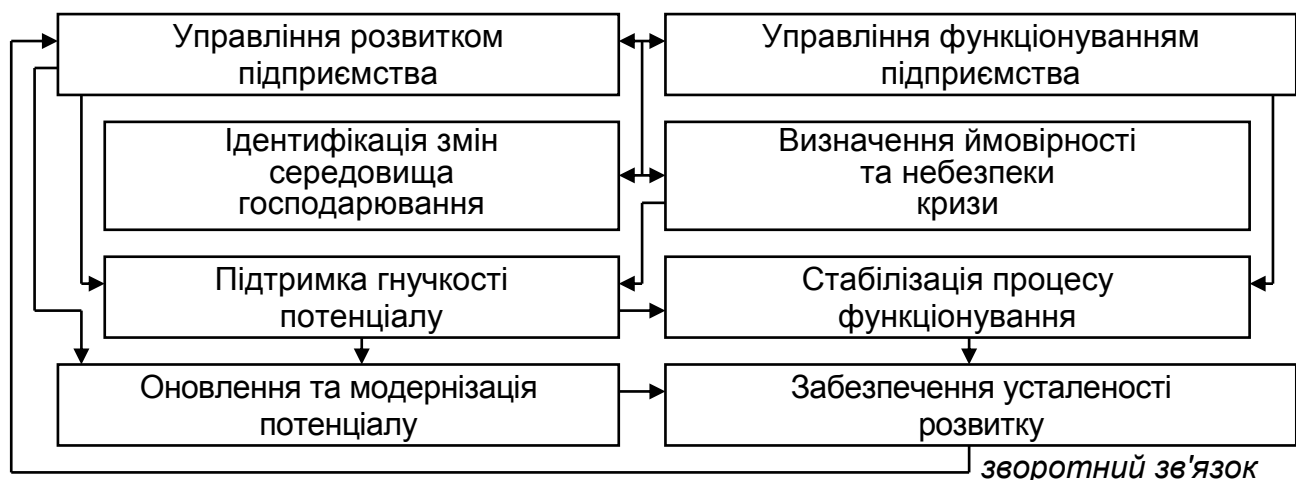 Управління розвитком
підприємства
Управління функціонуванням
підприємства
Ідентифікація змін
середовища
господарювання
Визначення ймовірності
та небезпеки
кризи
Підтримка гнучкості
потенціалу
Стабілізація процесу
функціонування
Оновлення та модернізація
потенціалу
Забезпечення усталеності
розвитку
зворотний зв'язок